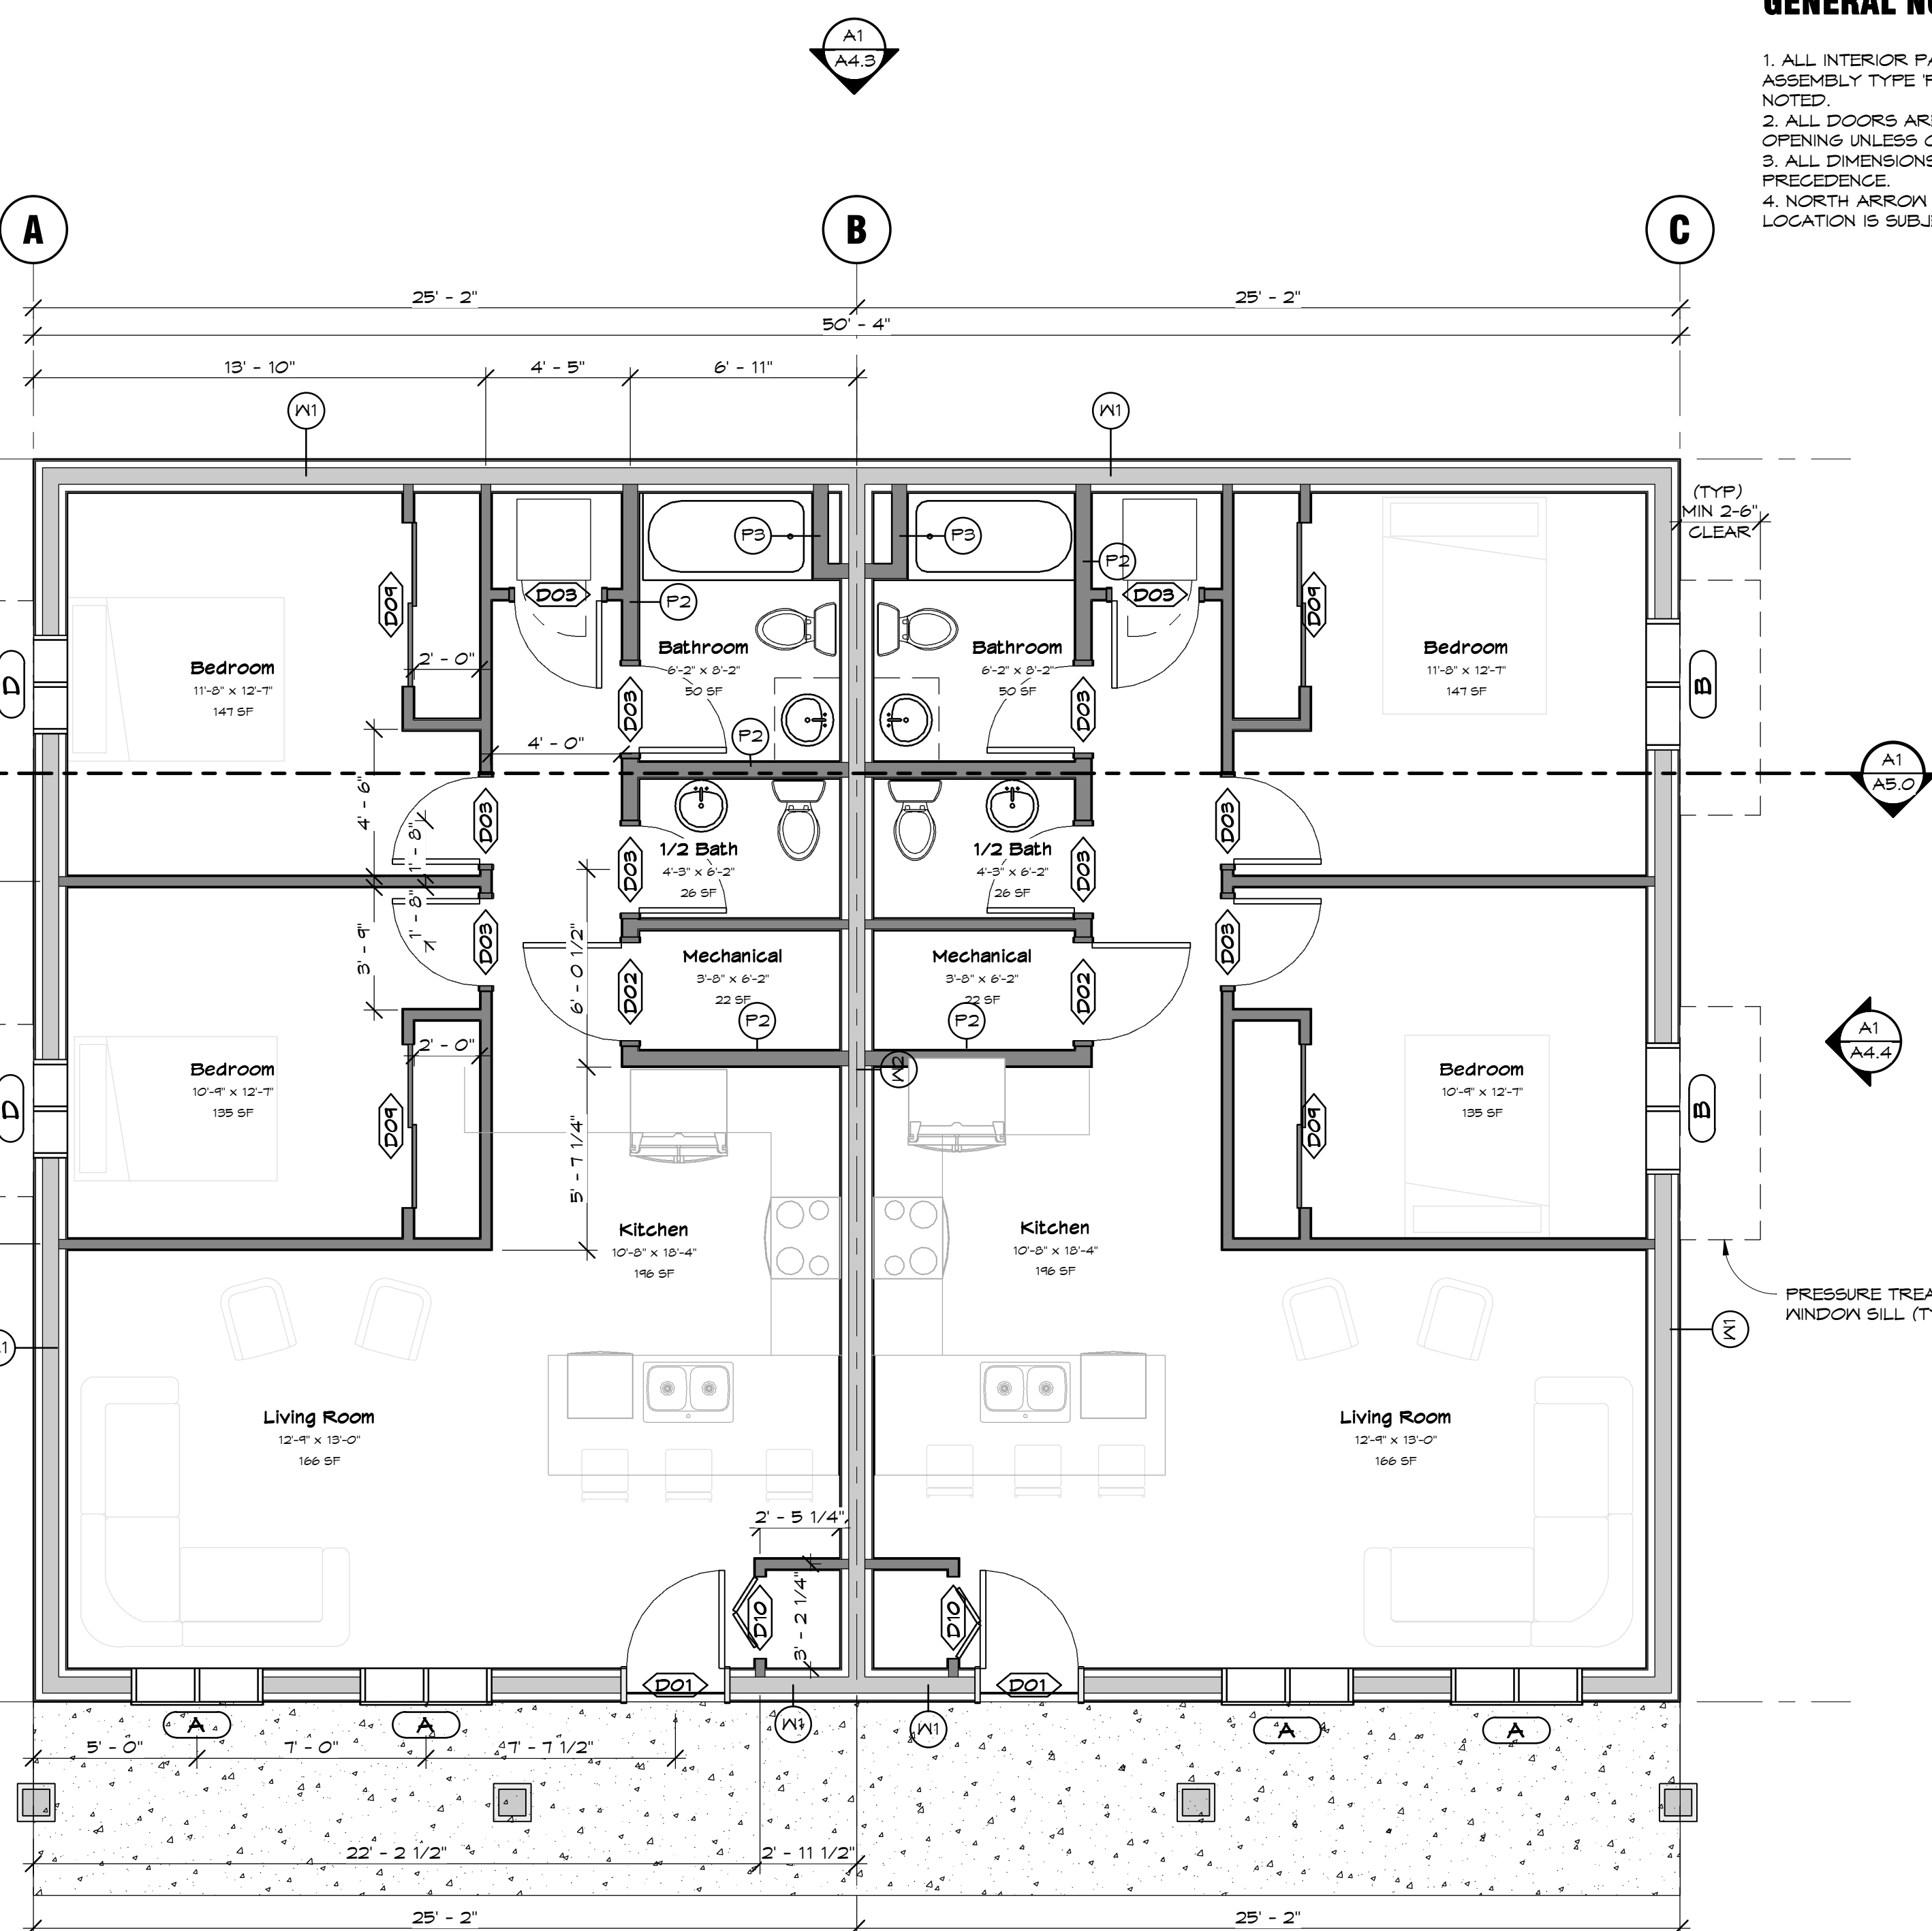 GENERAL
1. ALL INTERIOR
ASSEMBLY TYPE
NOTED.
2. ALL DOORS
OPENING UNLESS
3. ALL DIMENSIONS
PRECEDENCE.
4. NORTH ARROW
LOCATION IS
A1
A4.3
A
B
C
25' - 2"
25' - 2"
50' - 4"
13' - 10"
4' - 5"
6' - 11"
W1
W1
(TYP)
MIN 2-6"
CLEAR
P3
P3
P2
P2
D09
D03
D03
D09
Bedroom
11'-8" x 12'-7"
147 SF
2' - 0"
Bathroom
6'-2" x 8'-2"
50 SF
Bathroom
6'-2" x 8'-2"
50 SF
Bedroom
11'-8" x 12'-7"
147 SF
D
D03
D03
B
4' - 0"
P2
A1
A5.0
4' - 6"
1' - 8"
D03
D03
1/2 Bath
4'-3" x 6'-2"
26 SF
1/2 Bath
4'-3" x 6'-2"
26 SF
D03
D03
3' - 9"
1' - 8"
D03
6' - 0 1/2"
D02
Mechanical
3'-8" x 6'-2"
22 SF
P2
Mechanical
3'-8" x 6'-2"
22 SF
P2
D02
D03
A1
A4.4
W2
Bedroom
10'-9" x 12'-7"
135 SF
2' - 0"
D09
D
Bedroom
10'-9" x 12'-7"
135 SF
D09
B
5' - 7 1/4"
Kitchen
10'-8" x 18'-4"
196 SF
Kitchen
10'-8" x 18'-4"
196 SF
PRESSURE
WINDOW SILL
W1
Living Room
12'-9" x 13'-0"
166 SF
Living Room
12'-9" x 13'-0"
166 SF
2' - 5 1/4"
D10
3' - 2 1/4"
D10
D01
D01
A
A
W1
W1
A
A
5' - 0"
7' - 0"
7' - 7 1/2"
22' - 2 1/2"
2' - 11 1/2"
25' - 2"
25' - 2"